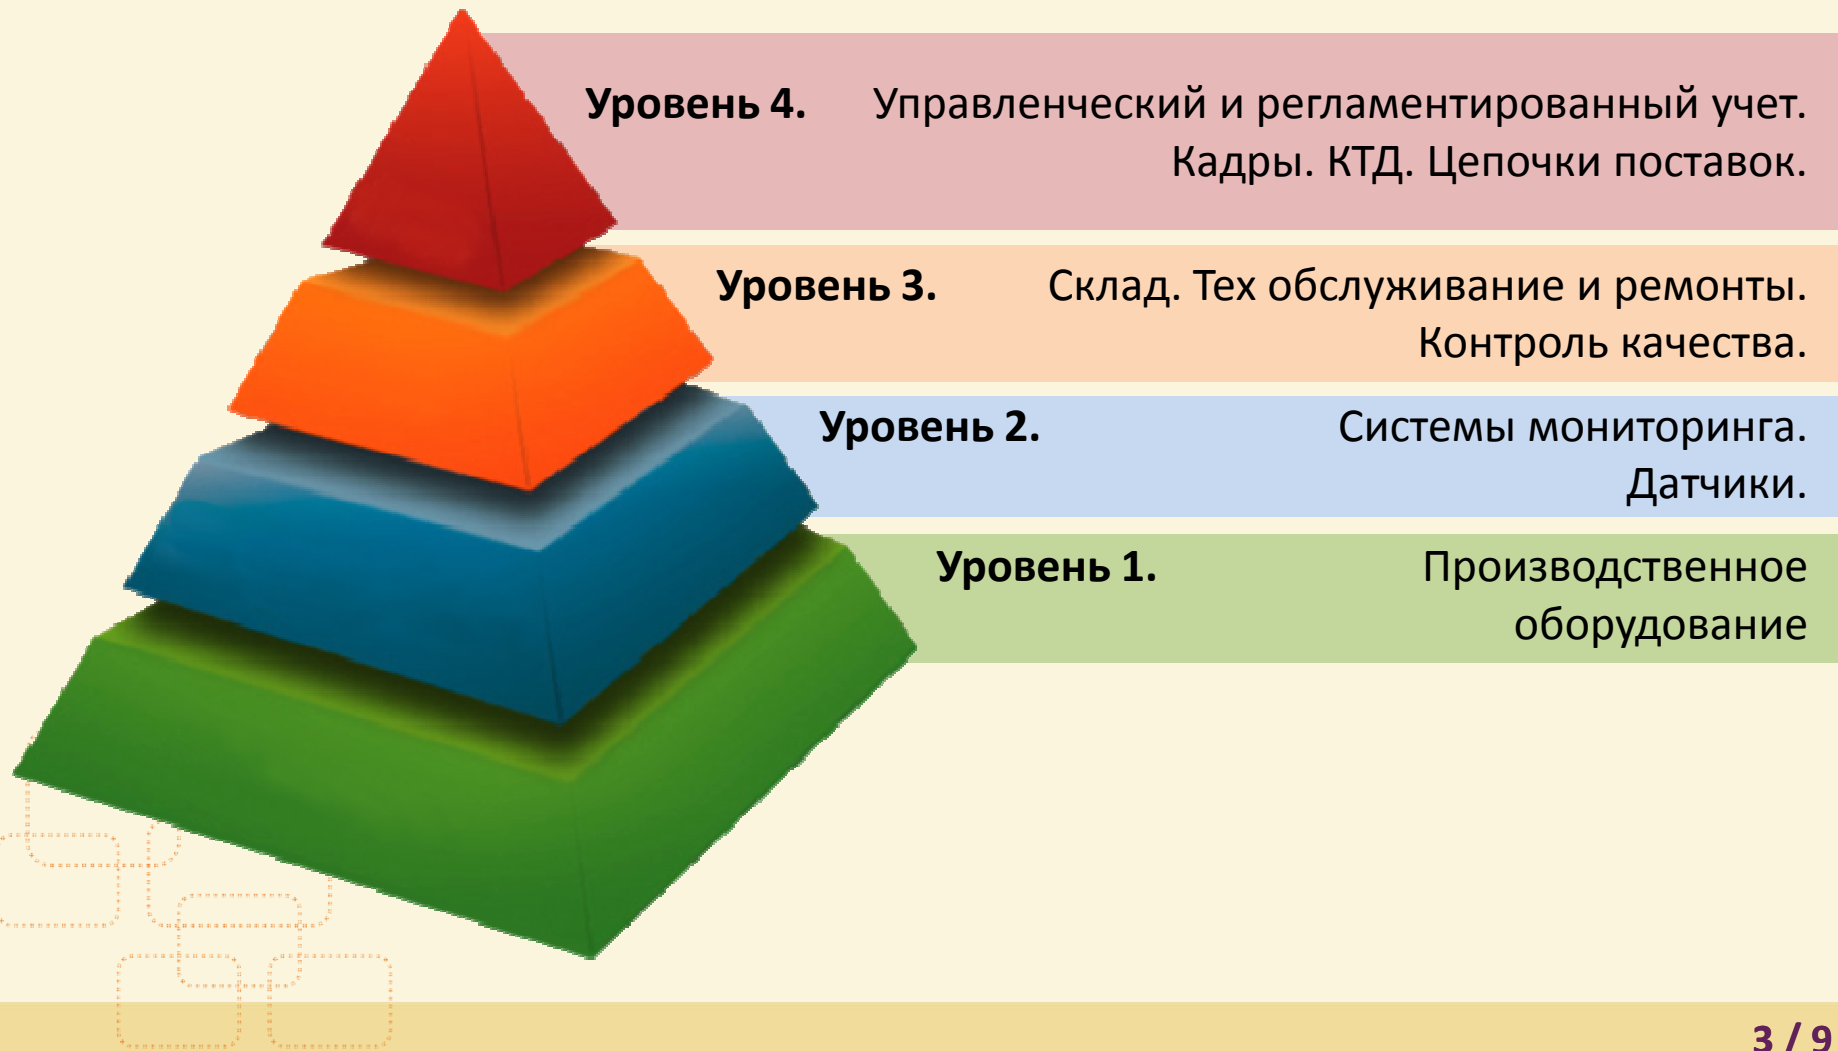 Уровень 4. Управленческий и регламентированный учет.
Кадры. КТД. Цепочки поставок.
Уровень 3. Склад. Тех обслуживание и ремонты.
Контроль качества.
Уровень 2. Системы мониторинга.
Датчики.
Уровень 1. Производственное
оборудование
3 / 9